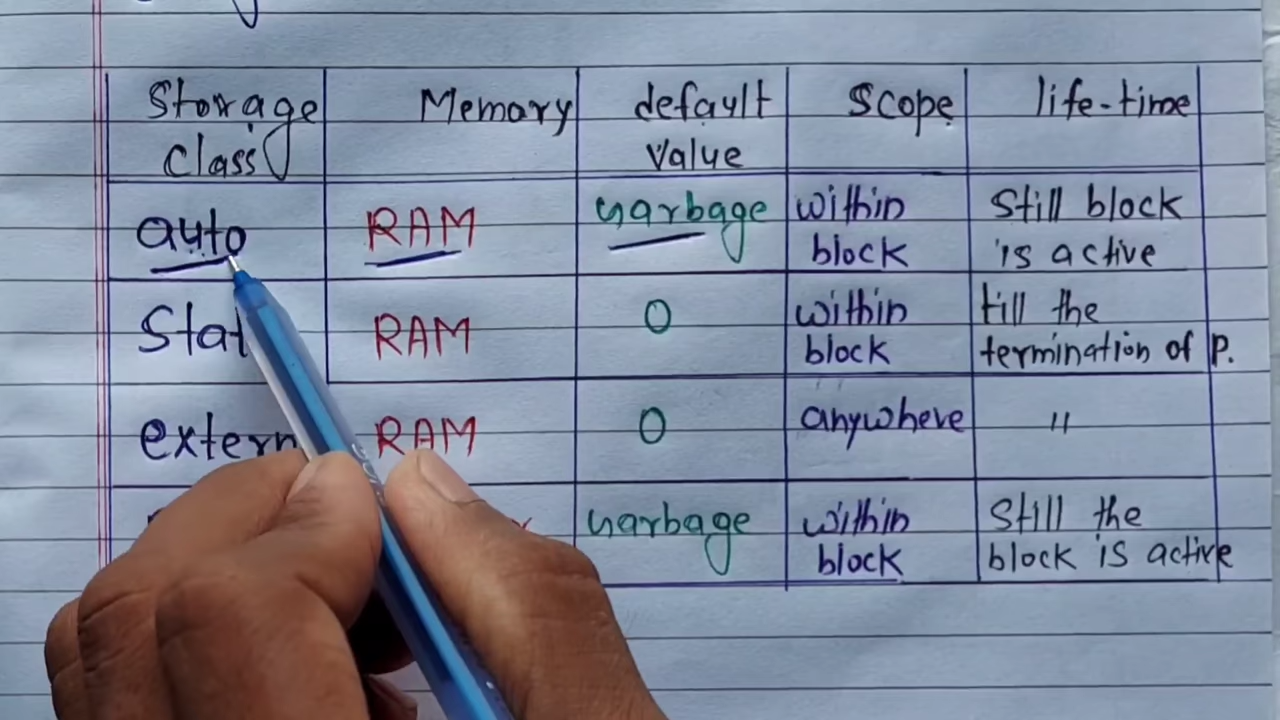 Storage Class
Memory
default Value
Scope
life-time
auto
RAM
garbage
within block
Still block is active
Stat
RAM
0
within block
till the termination of P.
extern
RAM
0
anywhere
"
garbage
within block
Still the block is active